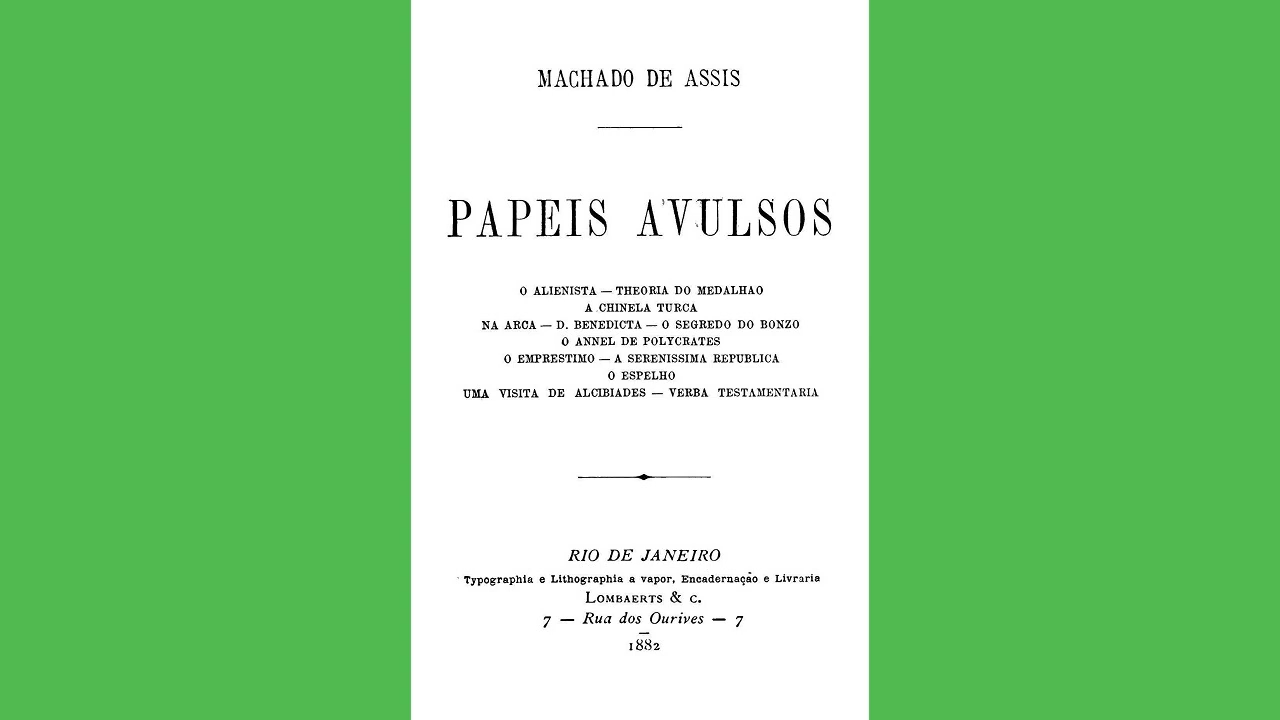 MACHADO DE ASSIS
PAPEIS AVULSOS
O ALIENISTA — THEORIA DO MEDALHAO
A CHINELA TURCA
NA ARCA — D. BENEDICTA — O SEGREDO DO BONZO
O ANNEL DE POLYCRATES
O EMPRESTIMO — A SERENISSIMA REPUBLICA
O ESPELHO
UMA VISITA DE ALCIBIADES — VERBA TESTAMENTARIA
RIO DE JANEIRO
Typographia e Lithographia a vapor, Encadernação e Livraria
LOMBAERTS & C.
7 — Rua dos Ourives — 7
1882